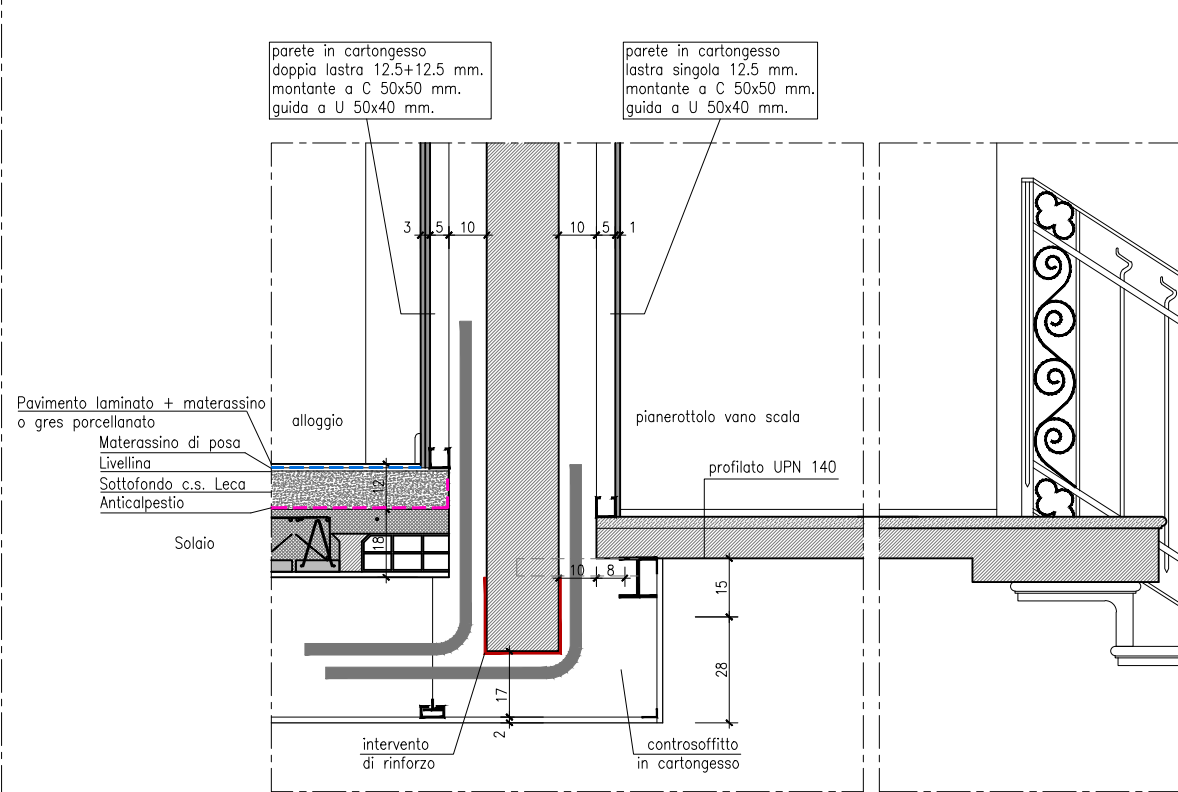 parete in cartongesso
doppia lastra 12.5+12.5 mm.
montante a C 50x50 mm.
guida a U 50x40 mm.
parete in cartongesso
lastra singola 12.5 mm.
montante a C 50x50 mm.
guida a U 50x40 mm.
3 5 10 10 5 1
Pavimento laminato + materassino
o gres porcellanato
Materassino di posa
Livellina
Sottofondo c.s. Leca
Anticalpestio
Solaio
alloggio
pianerottolo vano scala
profilato UPN 140
12
18
10 8
15
28
17
2
intervento
di rinforzo
controsoffitto
in cartongesso